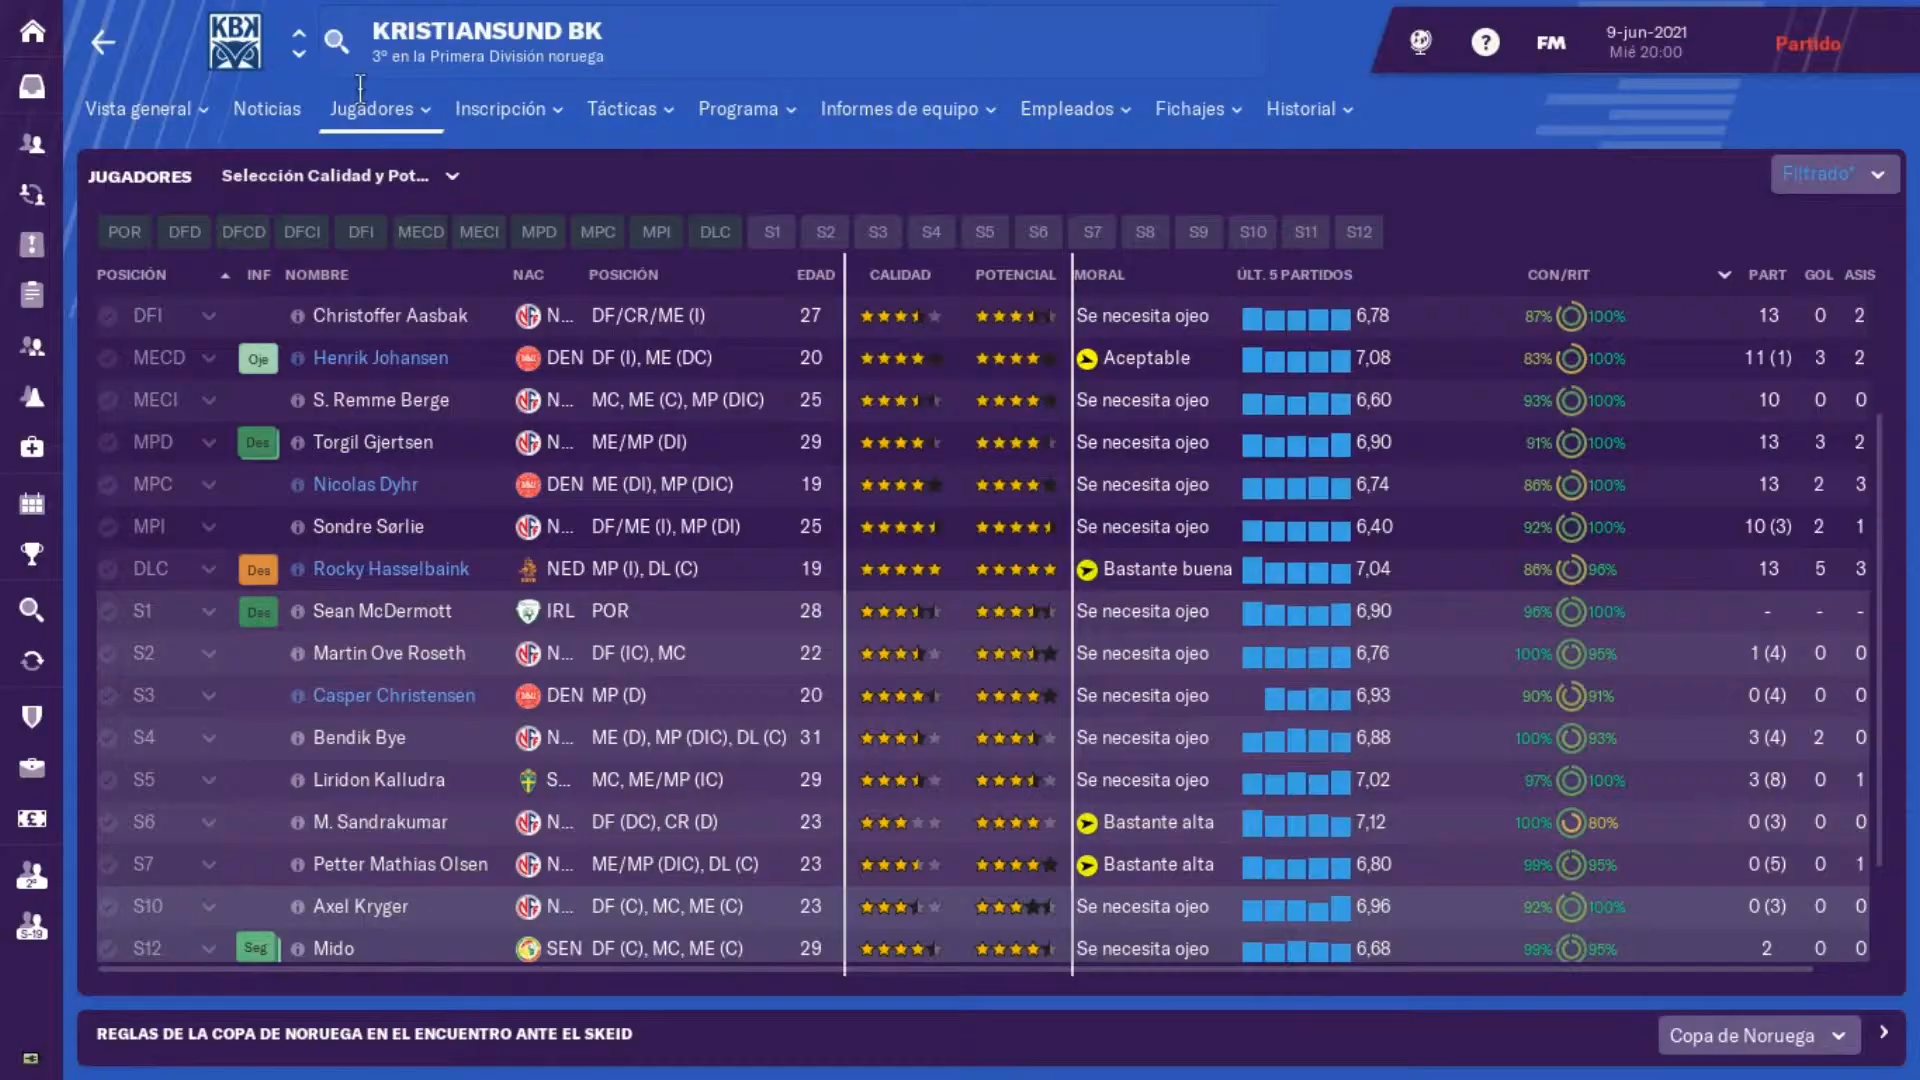 KBK
KRISTIANSUND BK
3º en la Primera División noruega
?
FM
9-jun-2021
Mié 20:00
Partido
Vista general Noticias Jugadores Inscripción Tácticas Programa Informes de equipo Empleados Fichajes Historial
JUGADORES Selección Calidad y Pot... Filtrado*
POR DFD DFCD DFCI DFI MECD MECI MPD MPC MPI DLC S1 S2 S3 S4 S5 S6 S7 S8 S9 S10 S11 S12
POSICIÓN INF NOMBRE NAC POSICIÓN EDAD CALIDAD POTENCIAL MORAL ÚLT. 5 PARTIDOS CON/RIT PART GOL ASIS
DFI Christoffer Aasbak N... DF/CR/ME (I) 27 Se necesita ojeo 6,78 87% 100% 13 0 2
MECD Oje Henrik Johansen DEN DF (I), ME (DC) 20 Aceptable 7,08 83% 100% 11 (1) 3 2
MECI S. Remme Berge N... MC, ME (C), MP (DIC) 25 Se necesita ojeo 6,60 93% 100% 10 0 0
MPD Des Torgil Gjertsen N... ME/MP (DI) 29 Se necesita ojeo 6,90 91% 100% 13 3 2
MPC Nicolas Dyhr DEN ME (DI), MP (DIC) 19 Se necesita ojeo 6,74 86% 100% 13 2 3
MPI Sondre Sørlie N... DF/ME (I), MP (DI) 25 Se necesita ojeo 6,40 92% 100% 10 (3) 2 1
DLC Des Rocky Hasselbaink NED MP (I), DL (C) 19 Bastante buena 7,04 86% 96% 13 5 3
S1 Des Sean McDermott IRL POR 28 Se necesita ojeo 6,90 96% 100% - - -
S2 Martin Ove Roseth N... DF (IC), MC 22 Se necesita ojeo 6,76 100% 95% 1 (4) 0 0
S3 Casper Christensen DEN MP (D) 20 Se necesita ojeo 6,93 90% 91% 0 (4) 0 0
S4 Bendik Bye N... ME (D), MP (DIC), DL (C) 31 Se necesita ojeo 6,88 100% 93% 3 (4) 2 0
S5 Liridon Kalludra S... MC, ME/MP (IC) 29 Se necesita ojeo 7,02 97% 100% 3 (8) 0 1
S6 M. Sandrakumar N... DF (DC), CR (D) 23 Bastante alta 7,12 100% 80% 0 (3) 0 0
S7 Petter Mathias Olsen N... ME/MP (DIC), DL (C) 23 Bastante alta 6,80 99% 95% 0 (5) 0 1
S10 Axel Kryger N... DF (C), MC, ME (C) 23 Se necesita ojeo 6,96 92% 100% 0 (3) 0 0
S12 Seg Mido SEN DF (C), MC, ME (C) 29 Se necesita ojeo 6,68 99% 95% 2 0 0
2º
S-19
REGLAS DE LA COPA DE NORUEGA EN EL ENCUENTRO ANTE EL SKEID Copa de Noruega